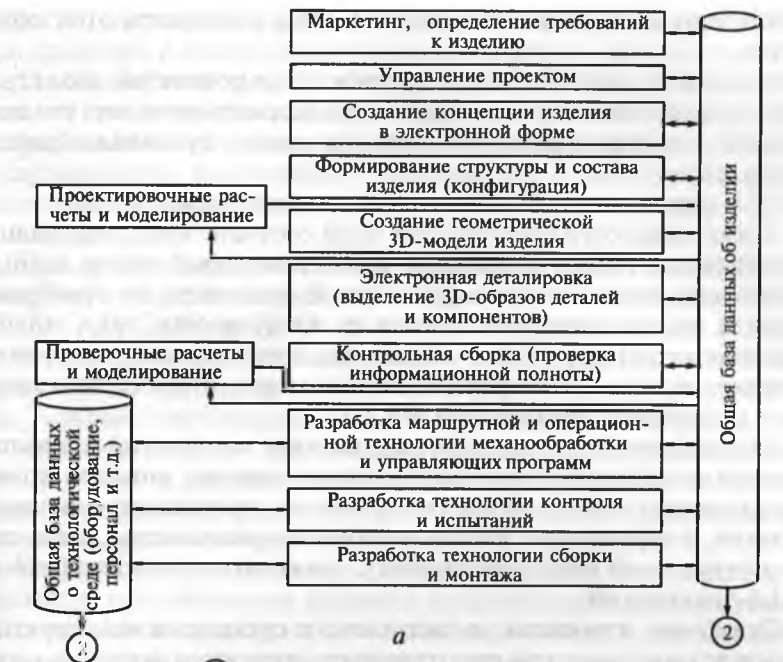 Маркетинг, определение требований
к изделию
Управление проектом
Создание концепции изделия
в электронной форме
Формирование структуры и состава
изделия (конфигурация)
Проектировочные рас-
четы и моделирование
Создание геометрической
3D-модели изделия
Электронная деталировка
(выделение 3D-образов деталей
и компонентов)
Проверочные расчеты
и моделирование
Контрольная сборка (проверка
информационной полноты)
Общая база данных об изделии
Разработка маршрутной и операцион-
ной технологии механообработки
и управляющих программ
Общая база данных
о технологической
среде (оборудование,
персонал и т.д.)
Разработка технологии контроля
и испытаний
Разработка технологии сборки
и монтажа
а
2